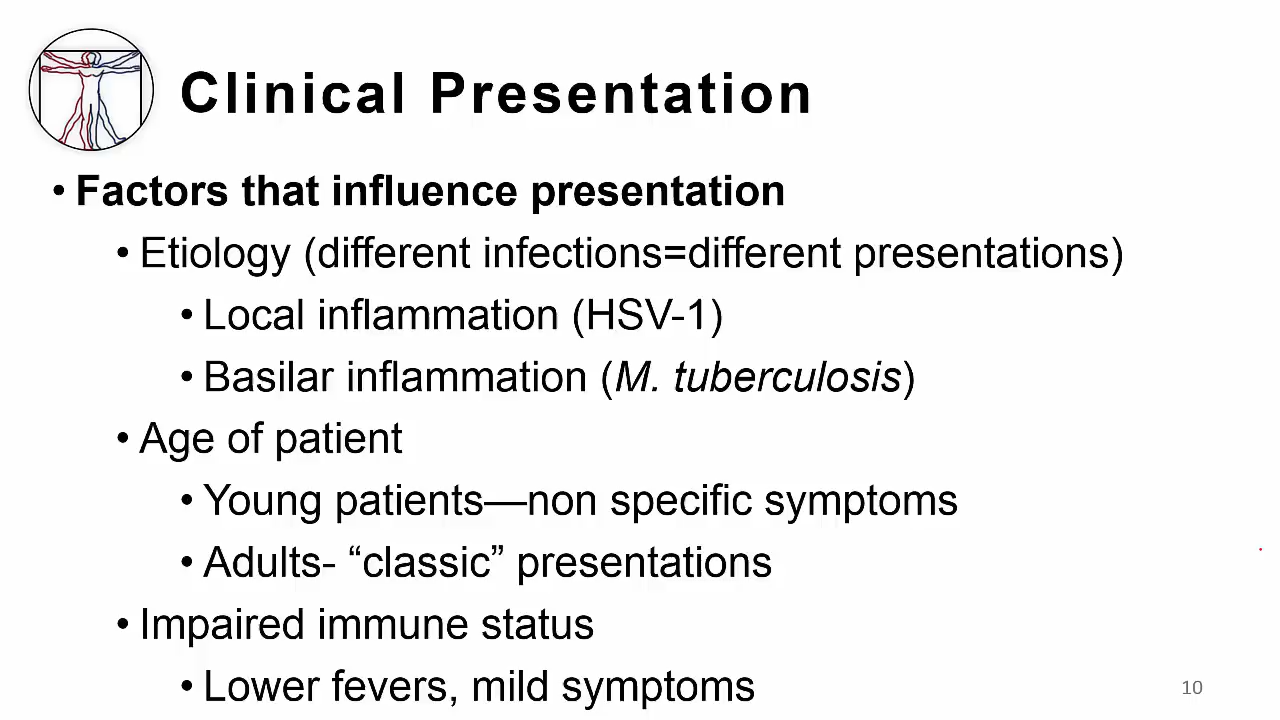 Clinical Presentation
• Factors that influence presentation
• Etiology (different infections=different presentations)
• Local inflammation (HSV-1)
• Basilar inflammation (M. tuberculosis)
• Age of patient
• Young patients—non specific symptoms
• Adults- “classic” presentations
• Impaired immune status
• Lower fevers, mild symptoms
10